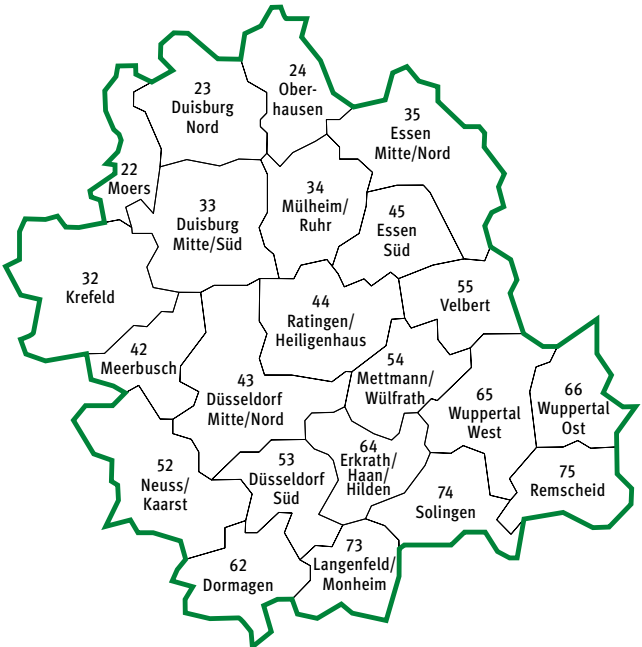 23
Duisburg
Nord
24
Ober-
hausen
35
Essen
Mitte/Nord
22
Moers
33
Duisburg
Mitte/Süd
34
Mülheim/
Ruhr
45
Essen
Süd
32
Krefeld
44
Ratingen/
Heiligenhaus
55
Velbert
42
Meerbusch
43
Düsseldorf
Mitte/Nord
54
Mettmann/
Wülfrath
65
Wuppertal
West
66
Wuppertal
Ost
52
Neuss/
Kaarst
53
Düsseldorf
Süd
64
Erkrath/
Haan/
Hilden
74
Solingen
75
Remscheid
62
Dormagen
73
Langenfeld/
Monheim